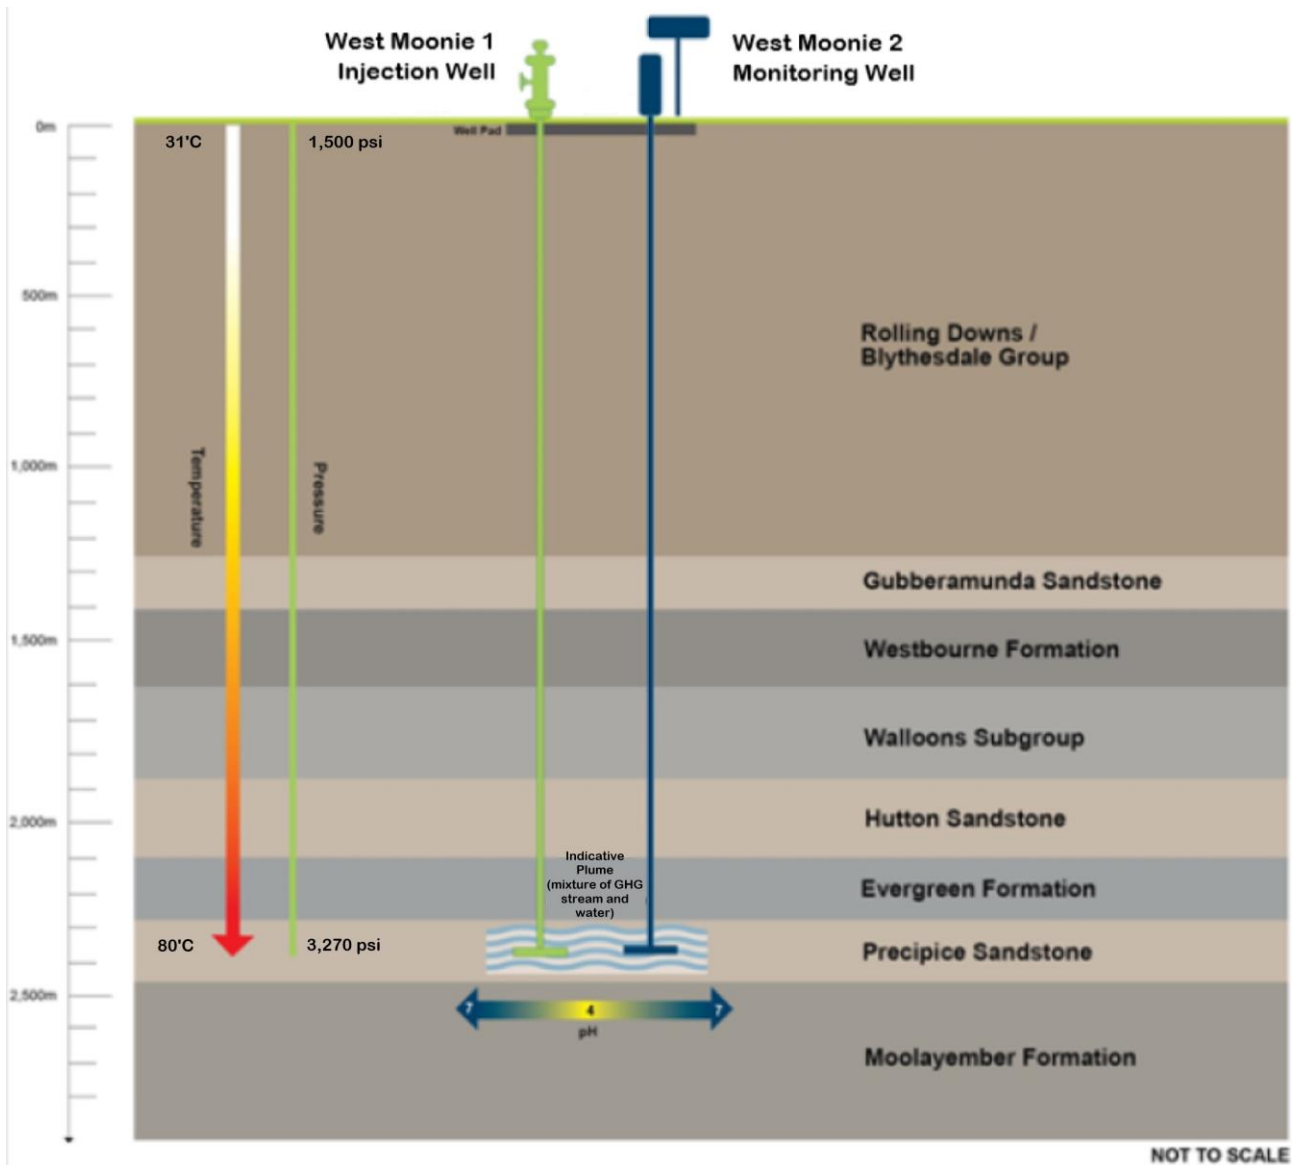 West Moonie 1
Injection Well
West Moonie 2
Monitoring Well
0m
31'C
1,500 psi
Well Pad
500m
Rolling Downs /
Blythesdale Group
1,000m
Temperature
Pressure
Gubberamunda Sandstone
1,500m
Westbourne Formation
Walloons Subgroup
2,000m
Hutton Sandstone
Indicative
Plume
(mixture of GHG
stream and
water)
Evergreen Formation
80'C
3,270 psi
Precipice Sandstone
2,500m
7
4
7
pH
Moolayember Formation
NOT TO SCALE